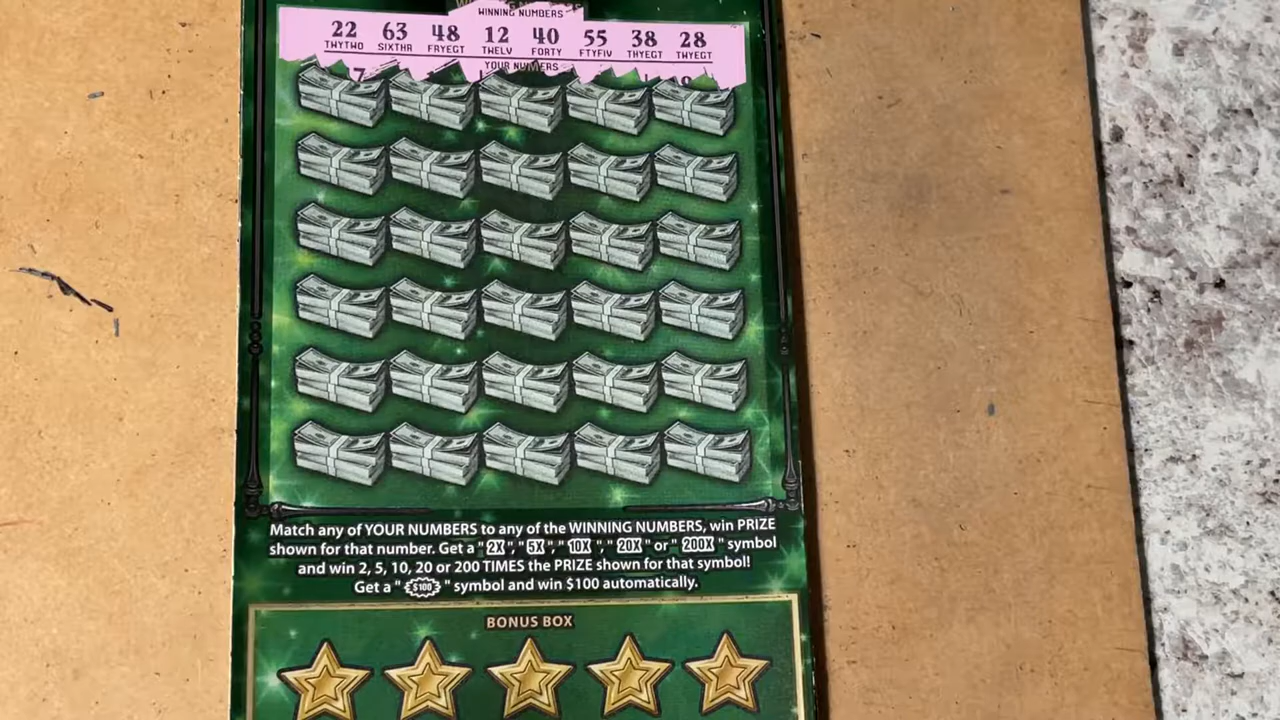 WINNING NUMBERS
22 63 48 12 40 55 38 28
TWYTWO SIXTHR FRYEGT TWELV FORTY FTYFIV THYEGT TWYEGT
YOUR NUMBERS
Match any of YOUR NUMBERS to any of the WINNING NUMBERS, win PRIZE
shown for that number. Get a "2X", "5X", "10X", "20X" or "200X" symbol
and win 2, 5, 10, 20 or 200 TIMES the PRIZE shown for that symbol!
Get a "$100" symbol and win $100 automatically.
BONUS BOX